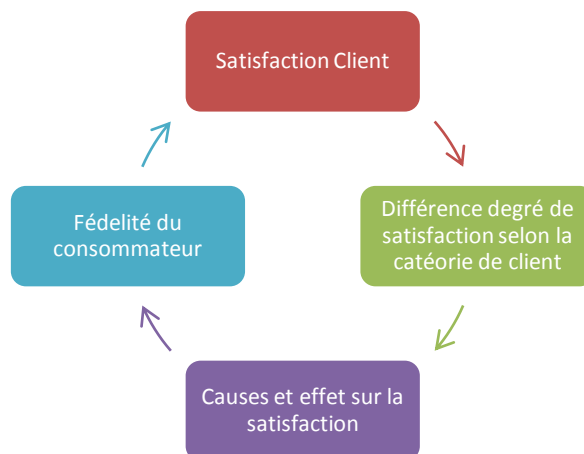 Satisfaction Client
Différence degré de
satisfaction selon la
catéorie de client
Causes et effet sur la
satisfaction
Fédelité du
consommateur